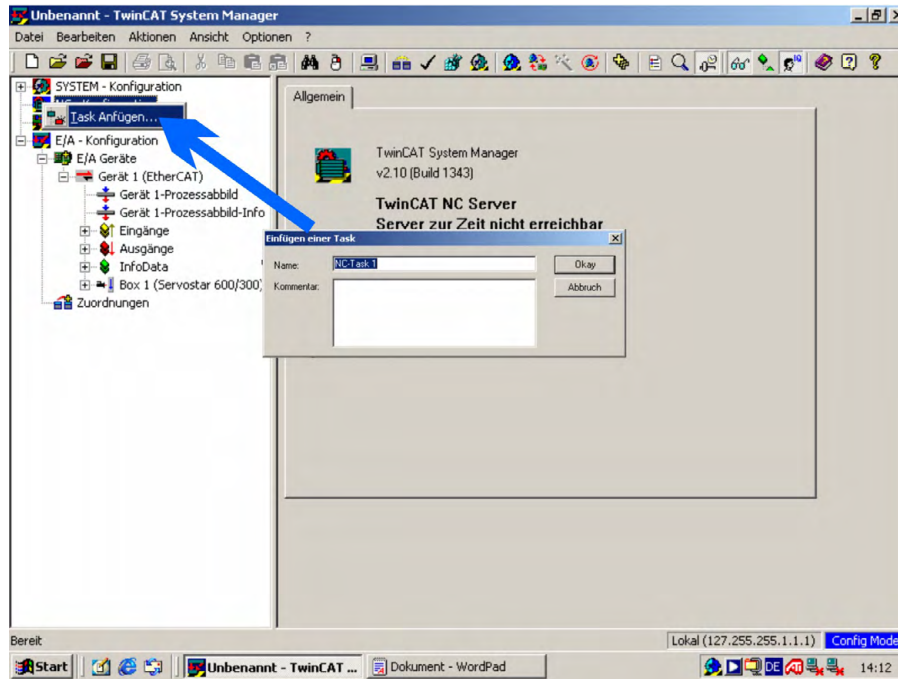 Unbenannt - TwinCAT System Manager
Datei Bearbeiten Aktionen Ansicht Optionen ?
SYSTEM - Konfiguration
Task Anfügen...
E/A - Konfiguration
E/A Geräte
Gerät 1 (EtherCAT)
Gerät 1-Prozessabbild
Gerät 1-Prozessabbild-Info
Eingänge
Ausgänge
InfoData
Box 1 (Servostar 600/300)
Zuordnungen
Allgemein
TwinCAT System Manager
v2.10 (Build 1343)
TwinCAT NC Server
Server zur Zeit nicht erreichbar
Einfügen einer Task
Name:
NC-Task 1
Okay
Kommentar:
Abbruch
Bereit
Lokal (127.255.255.1.1.1)
Config Mode
Start
Unbenannt - TwinCAT ...
Dokument - WordPad
DE
14:12